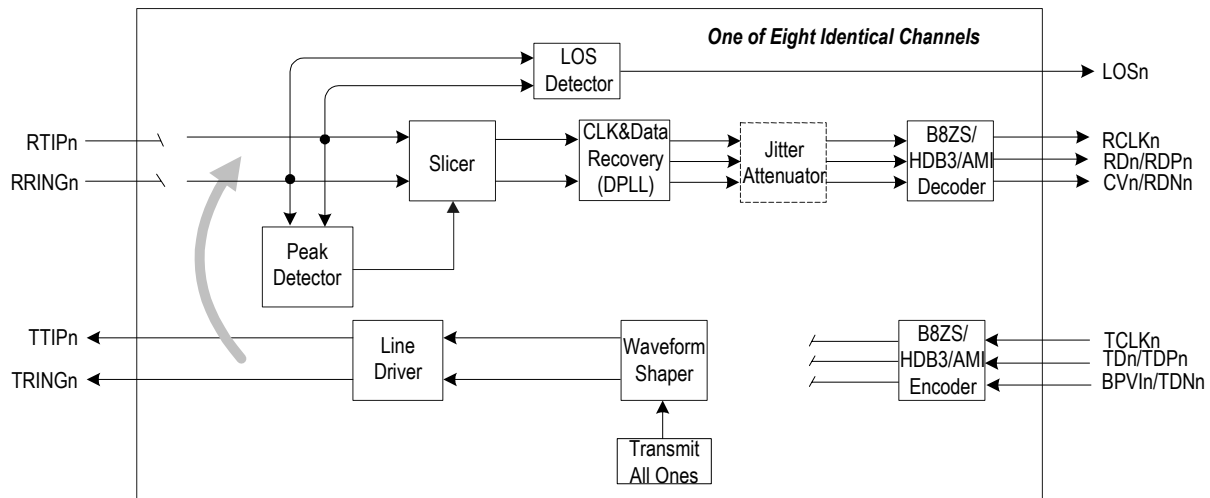 One of Eight Identical Channels
LOS
Detector
LOSn
RTIPn
RRINGn
Slicer
CLK&Data
Recovery
(DPLL)
Jitter
Attenuator
B8ZS/
HDB3/AMI
Decoder
RCLKn
RDn/RDPn
CVn/RDNn
Peak
Detector
TTIPn
TRINGn
Line
Driver
Waveform
Shaper
B8ZS/
HDB3/AMI
Encoder
TCLKn
TDn/TDPn
BPVIn/TDNn
Transmit
All Ones